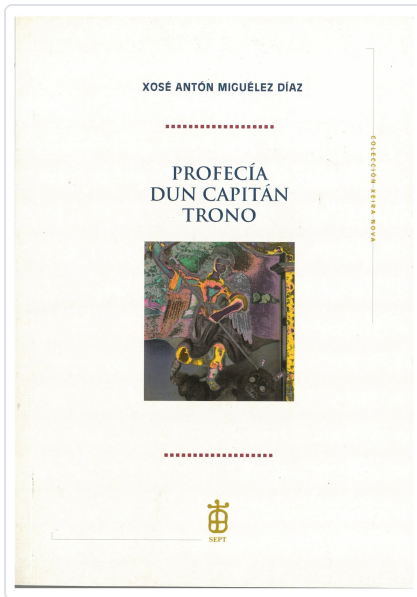 XOSÉ ANTÓN MIGUÉLEZ DÍAZ
PROFECÍA
DUN CAPITÁN
TRONO
COLECCIÓN XEIRA NOVA
SEPT